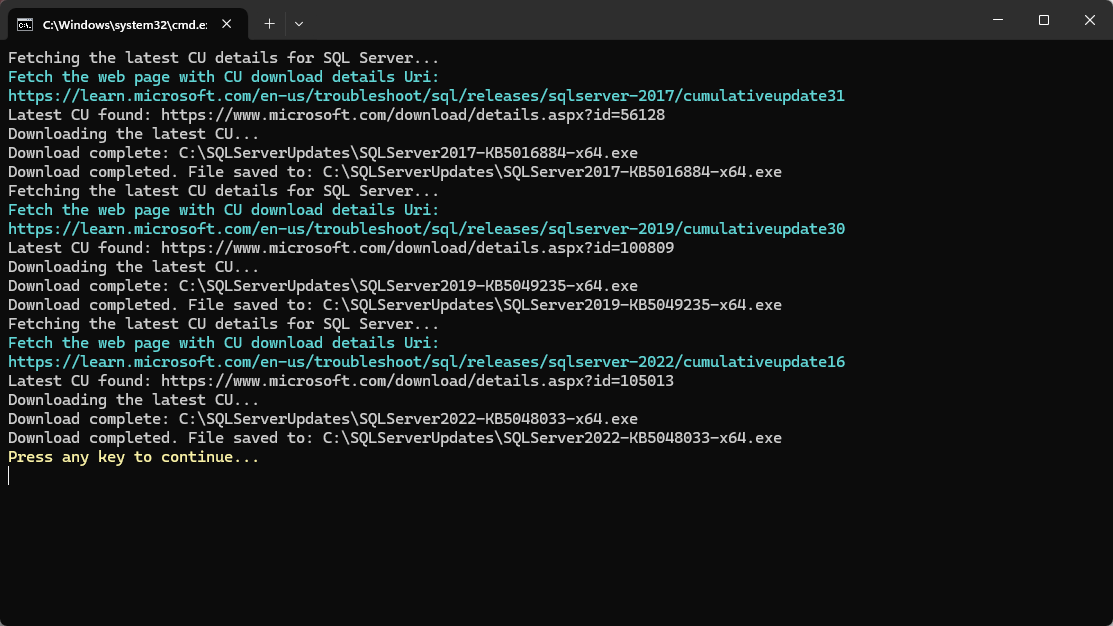 C:\Windows\system32\cmd.e
Fetching the latest CU details for SQL Server...
Fetch the web page with CU download details Uri:
https://learn.microsoft.com/en-us/troubleshoot/sql/releases/sqlserver-2017/cumulativeupdate31
Latest CU found: https://www.microsoft.com/download/details.aspx?id=56128
Downloading the latest CU...
Download complete: C:\SQLServerUpdates\SQLServer2017-KB5016884-x64.exe
Download completed. File saved to: C:\SQLServerUpdates\SQLServer2017-KB5016884-x64.exe
Fetching the latest CU details for SQL Server...
Fetch the web page with CU download details Uri:
https://learn.microsoft.com/en-us/troubleshoot/sql/releases/sqlserver-2019/cumulativeupdate30
Latest CU found: https://www.microsoft.com/download/details.aspx?id=100809
Downloading the latest CU...
Download complete: C:\SQLServerUpdates\SQLServer2019-KB5049235-x64.exe
Download completed. File saved to: C:\SQLServerUpdates\SQLServer2019-KB5049235-x64.exe
Fetching the latest CU details for SQL Server...
Fetch the web page with CU download details Uri:
https://learn.microsoft.com/en-us/troubleshoot/sql/releases/sqlserver-2022/cumulativeupdate16
Latest CU found: https://www.microsoft.com/download/details.aspx?id=105013
Downloading the latest CU...
Download complete: C:\SQLServerUpdates\SQLServer2022-KB5048033-x64.exe
Download completed. File saved to: C:\SQLServerUpdates\SQLServer2022-KB5048033-x64.exe
Press any key to continue...